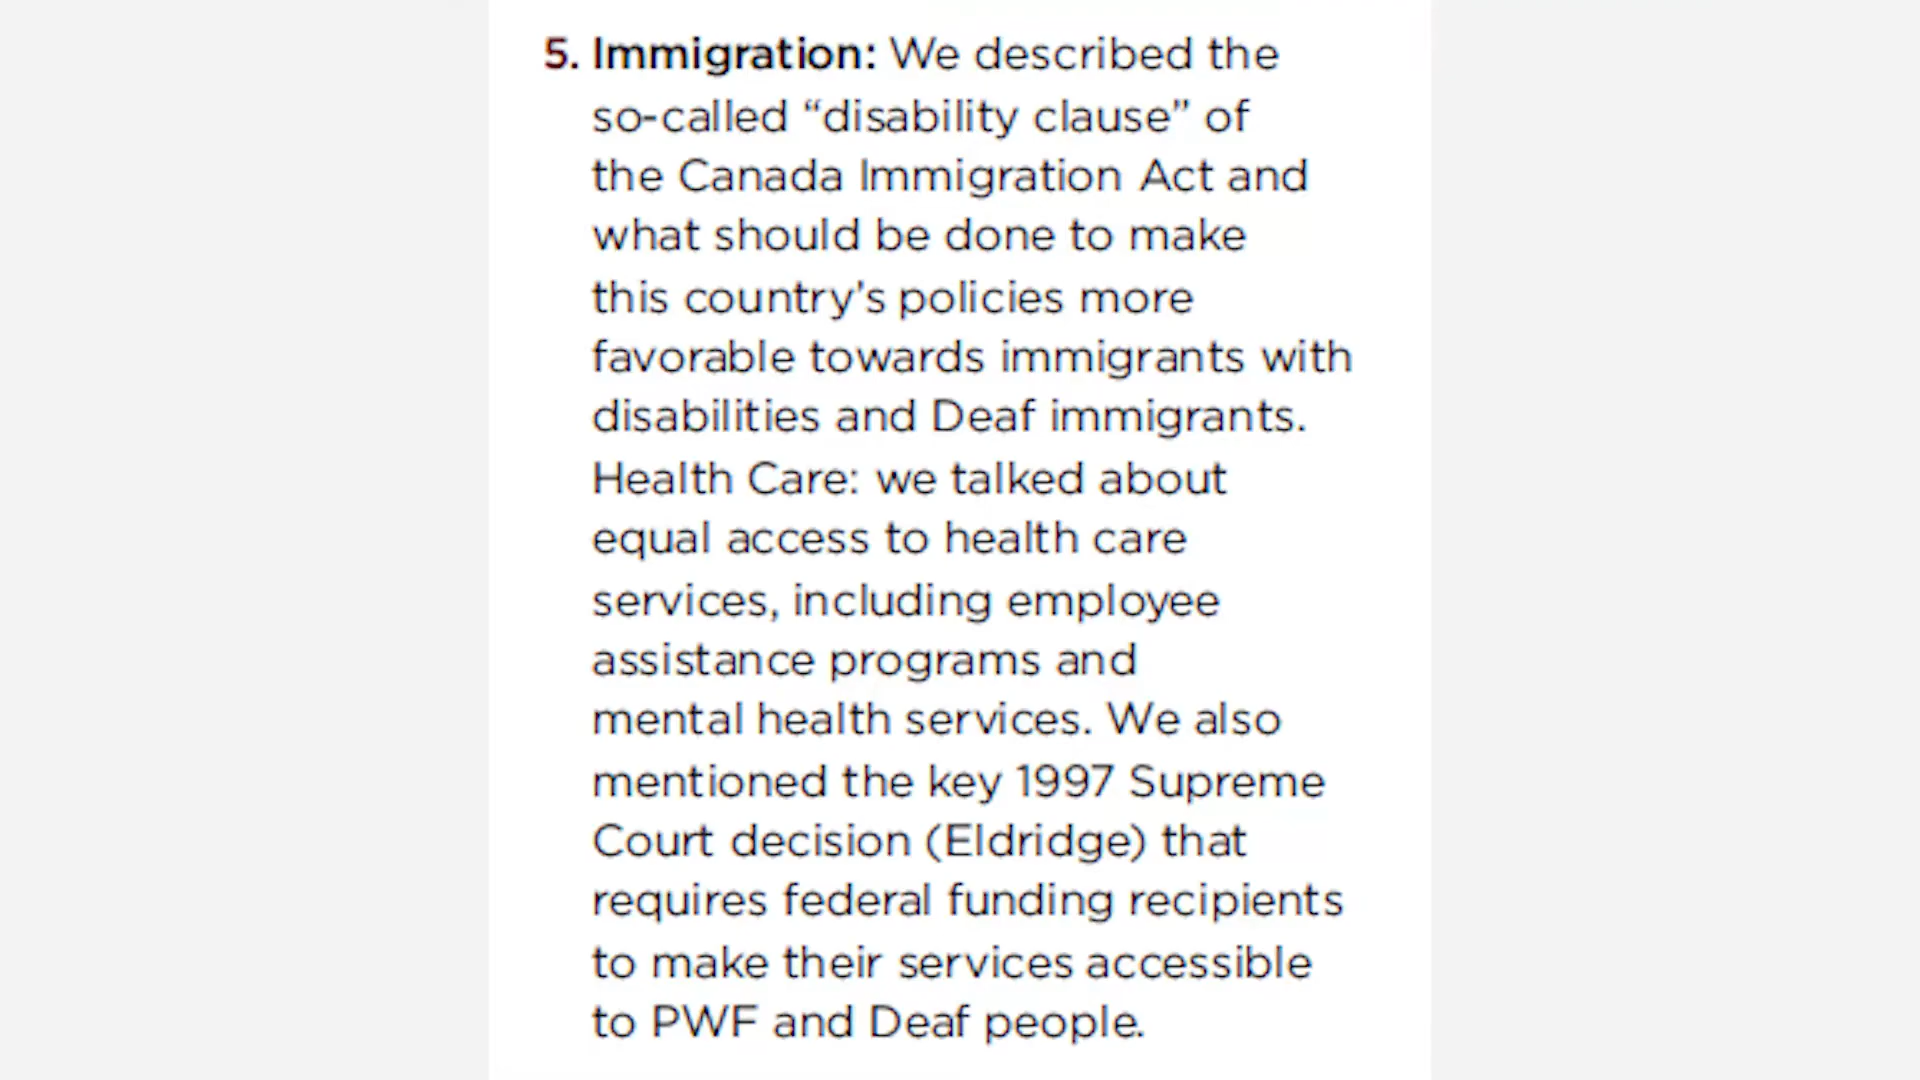 5. Immigration: We described the
so-called “disability clause” of
the Canada Immigration Act and
what should be done to make
this country’s policies more
favorable towards immigrants with
disabilities and Deaf immigrants.
Health Care: we talked about
equal access to health care
services, including employee
assistance programs and
mental health services. We also
mentioned the key 1997 Supreme
Court decision (Eldridge) that
requires federal funding recipients
to make their services accessible
to PWF and Deaf people.